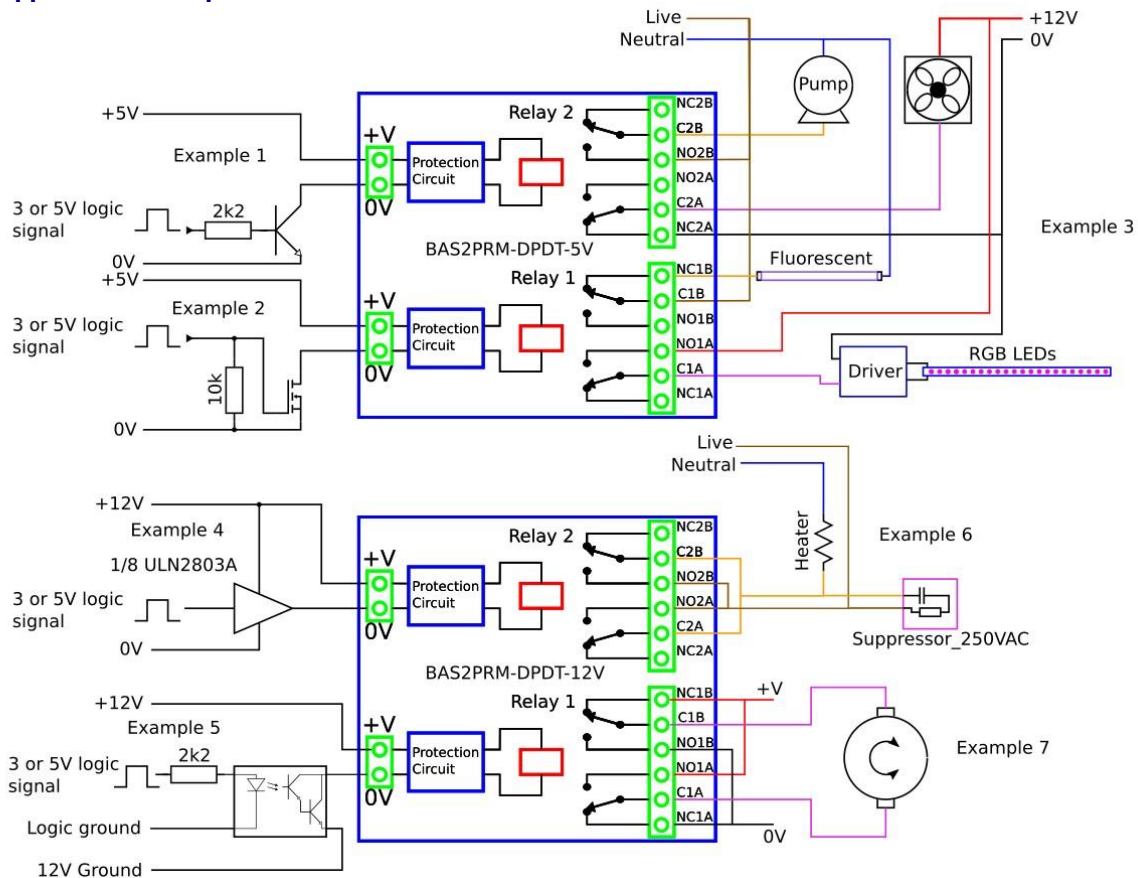 Live
Neutral
+12V
0V
Pump
+5V
Example 1
3 or 5V logic
signal
2k2
0V
+V
0V
Protection
Circuit
Relay 2
NC2B
C2B
NO2B
NO2A
C2A
NC2A
BAS2PRM-DPDT-5V
Example 3
+5V
Example 2
3 or 5V logic
signal
10k
0V
+V
0V
Protection
Circuit
Relay 1
NC1B
C1B
NO1B
NO1A
C1A
NC1A
Fluorescent
Driver
RGB LEDs
Live
Neutral
+12V
Example 4
1/8 ULN2803A
3 or 5V logic
signal
0V
+V
0V
Protection
Circuit
Relay 2
NC2B
C2B
NO2B
NO2A
C2A
NC2A
Heater
Example 6
Suppressor_250VAC
BAS2PRM-DPDT-12V
+12V
Example 5
3 or 5V logic
signal
2k2
Logic ground
12V Ground
+V
0V
Protection
Circuit
Relay 1
NC1B
C1B
NO1B
NO1A
C1A
NC1A
+V
0V
Example 7